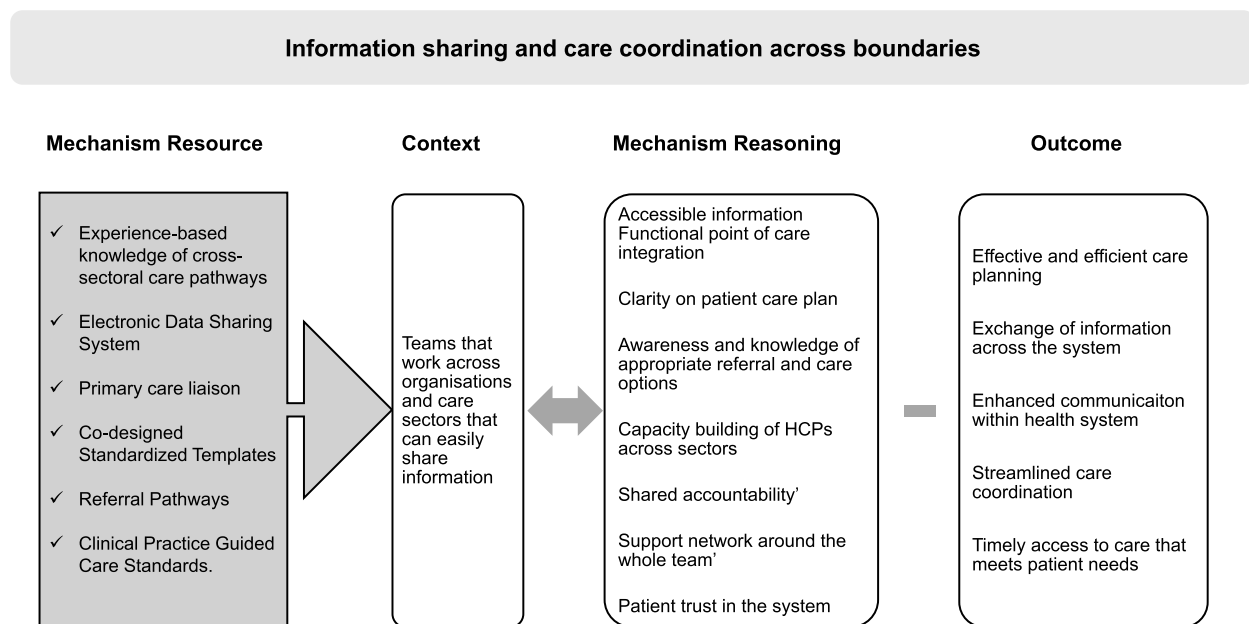 Information sharing and care coordination across boundaries
Mechanism Resource
Context
Mechanism Reasoning
Outcome
✓ Experience-based
knowledge of cross-
sectoral care pathways
✓ Electronic Data Sharing
System
✓ Primary care liaison
✓ Co-designed
Standardized Templates
✓ Referral Pathways
✓ Clinical Practice Guided
Care Standards.
Teams that
work across
organisations
and care
sectors that
can easily
share
information
Accessible information
Functional point of care
integration
Clarity on patient care plan
Awareness and knowledge of
appropriate referral and care
options
Capacity building of HCPs
across sectors
Shared accountability’
Support network around the
whole team’
Patient trust in the system
Effective and efficient care
planning
Exchange of information
across the system
Enhanced communicaiton
within health system
Streamlined care
coordination
Timely access to care that
meets patient needs